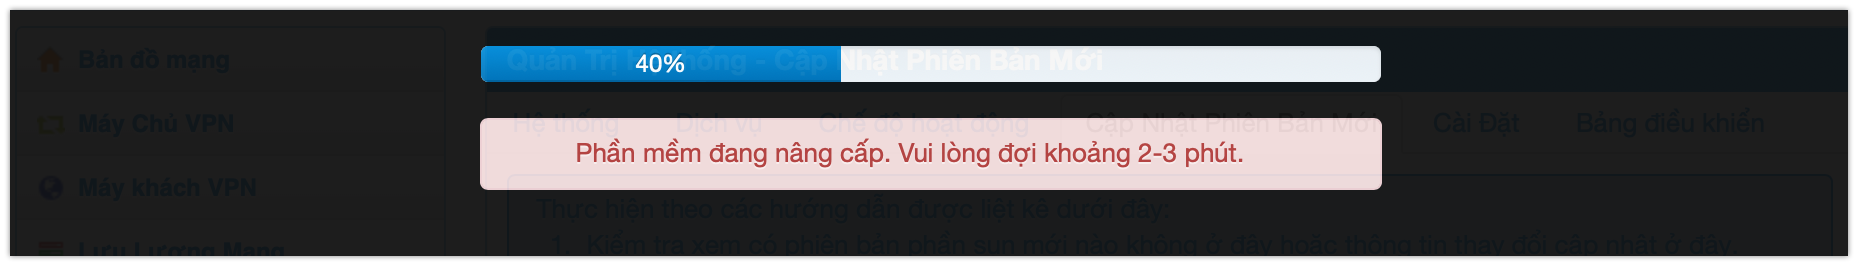 Bản đồ mạng
Quản Trị Hệ thống - Cập Nhật Phiên Bản Mới
40%
Máy Chủ VPN
Hệ thống Dịch vụ Chế độ hoạt động Cập Nhật Phiên Bản Mới Cài Đặt Bảng điều khiển
Phần mềm đang nâng cấp. Vui lòng đợi khoảng 2-3 phút.
Máy khách VPN
Thực hiện theo các hướng dẫn được liệt kê dưới đây:
Lưu Lượng Mạng
1. Kiểm tra xem có phiên bản phần sụn mới nào không ở đây hoặc thông tin thay đổi cập nhật ở đây.